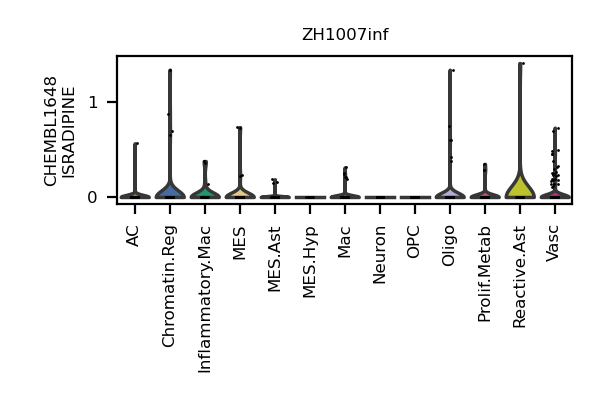 ZH1007inf
CHEMBL1648
ISRADIPINE
1
0
AC
Chromatin.Reg
Inflammatory.Mac
MES
MES.Ast
MES.Hyp
Mac
Neuron
OPC
Oligo
Prolif.Metab
Reactive.Ast
Vasc